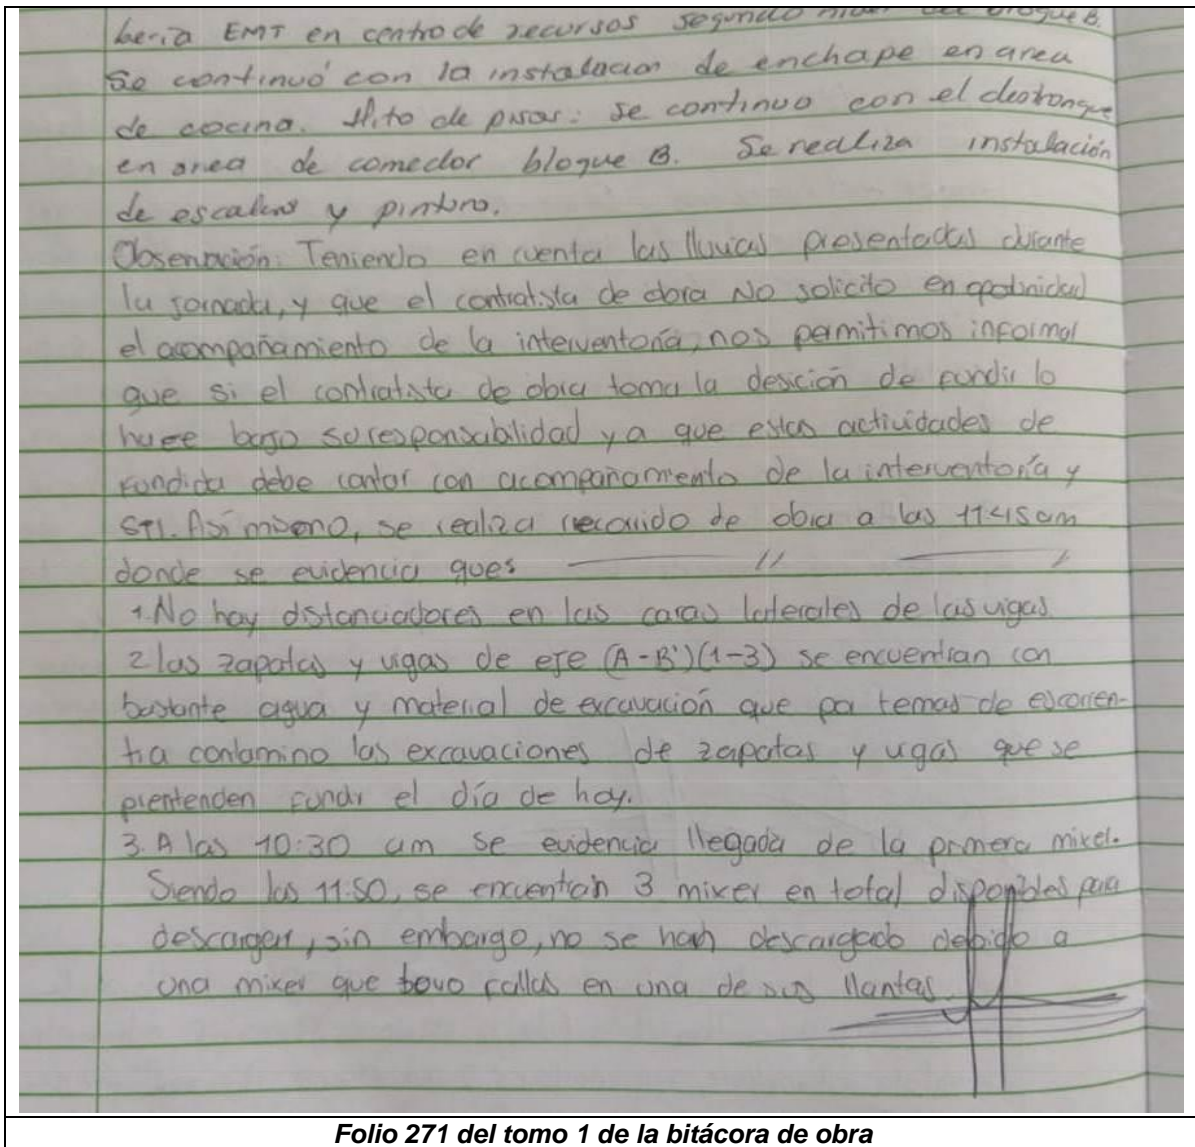 beria EMT en centro de recursos segundo nivel del bloque B.
Se continuó con la instalacion de enchape en area
de cocina. Hito de pisos: se continuo con el destronque
en area de comedor bloque B. Se realiza instalación
de escalera y pintura.
Observación: Teniendo en cuenta las lluvias presentadas durante
la jornada, y que el contratista de obra No solicito en oportunidad
el acompañamiento de la interventoría, nos permitimos informar
que si el contratista de obra toma la desición de fundir lo
hace bajo su responsabilidad ya que estas actividades de
fundida debe contar con acompañamiento de la interventoría y
STI. Así mismo, se realiza recorrido de obra a las 11:45am
donde se evidencia que:
1. No hay distanciadores en las caras laterales de las vigas
2 las zapatas y vigas de eje (A-B')(1-3) se encuentran con
bastante agua y material de excavación que por temas de escorren-
tia contamino las excavaciones de zapatas y vigas que se
prentenden fundir el día de hoy.
3. A las 10:30 am se evidencia llegada de la primera mixer.
Siendo las 11:50, se encuentran 3 mixer en total disponibles para
descargar, sin embargo, no se han descargado debido a
una mixer que tovo fallas en una de sus llantas.
Folio 271 del tomo 1 de la bitácora de obra